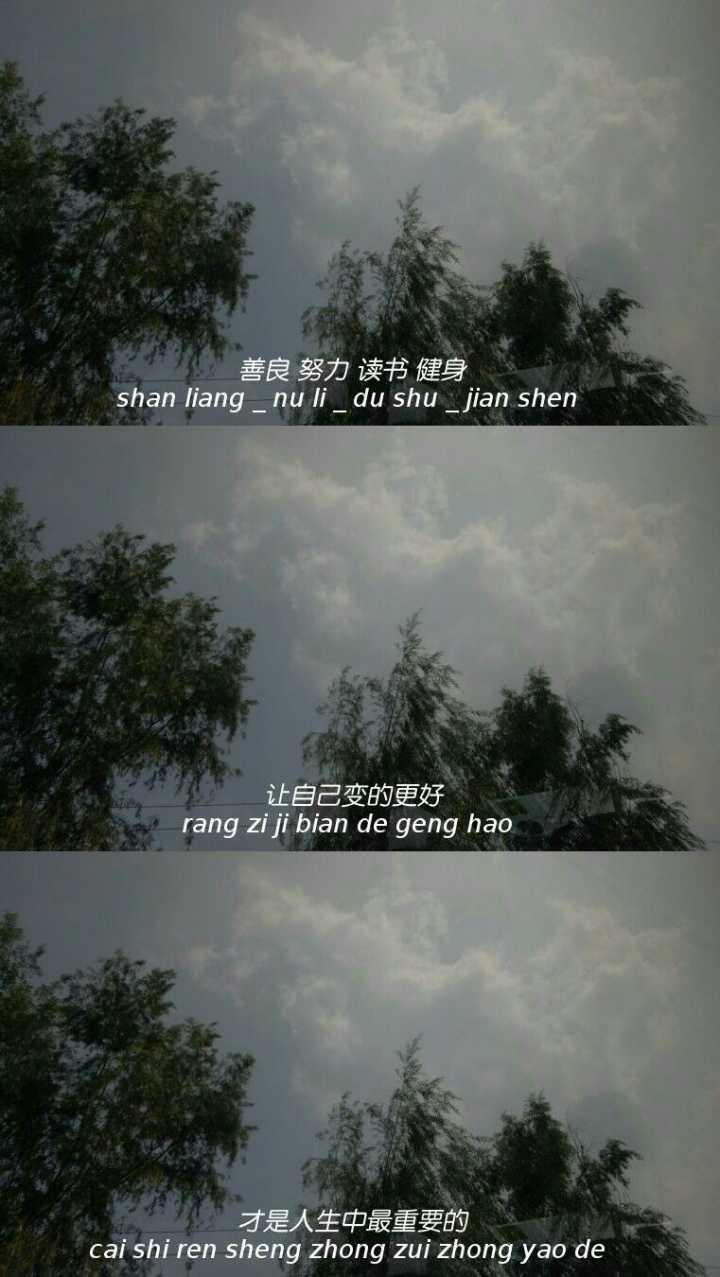 善良 努力 读书 健身
shan liang _ nu li _ du shu _ jian shen
让自己变的更好
rang zi ji bian de geng hao
才是人生中最重要的
cai shi ren sheng zhong zui zhong yao de